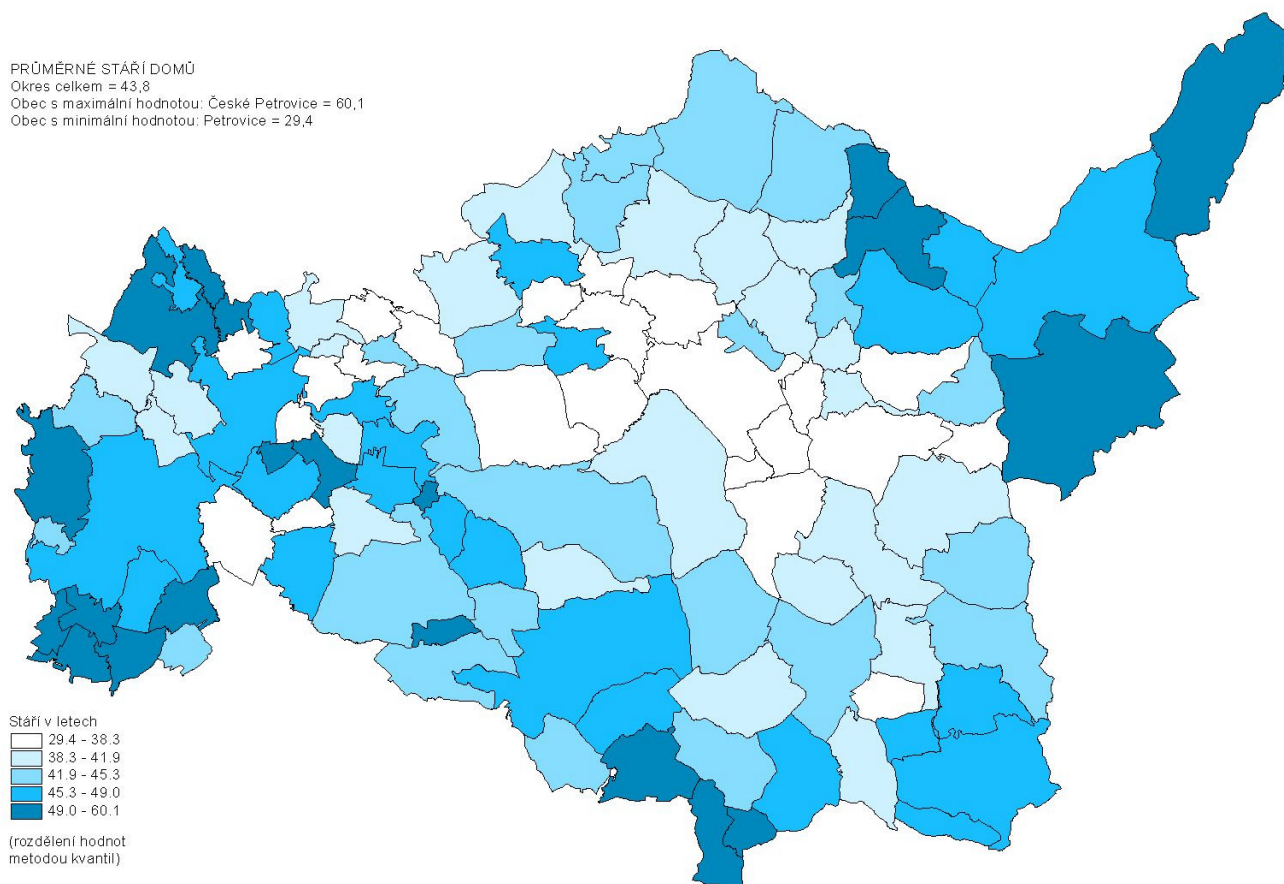 PRŮMĚRNÉ STÁŘÍ DOMŮ
Okres celkem = 43,8
Obec s maximální hodnotou: České Petrovice = 60,1
Obec s minimální hodnotou: Petrovice = 29,4
Stáří v letech
29.4 - 38.3
38.3 - 41.9
41.9 - 45.3
45.3 - 49.0
49.0 - 60.1
(rozdělení hodnot
metodou kvantil)